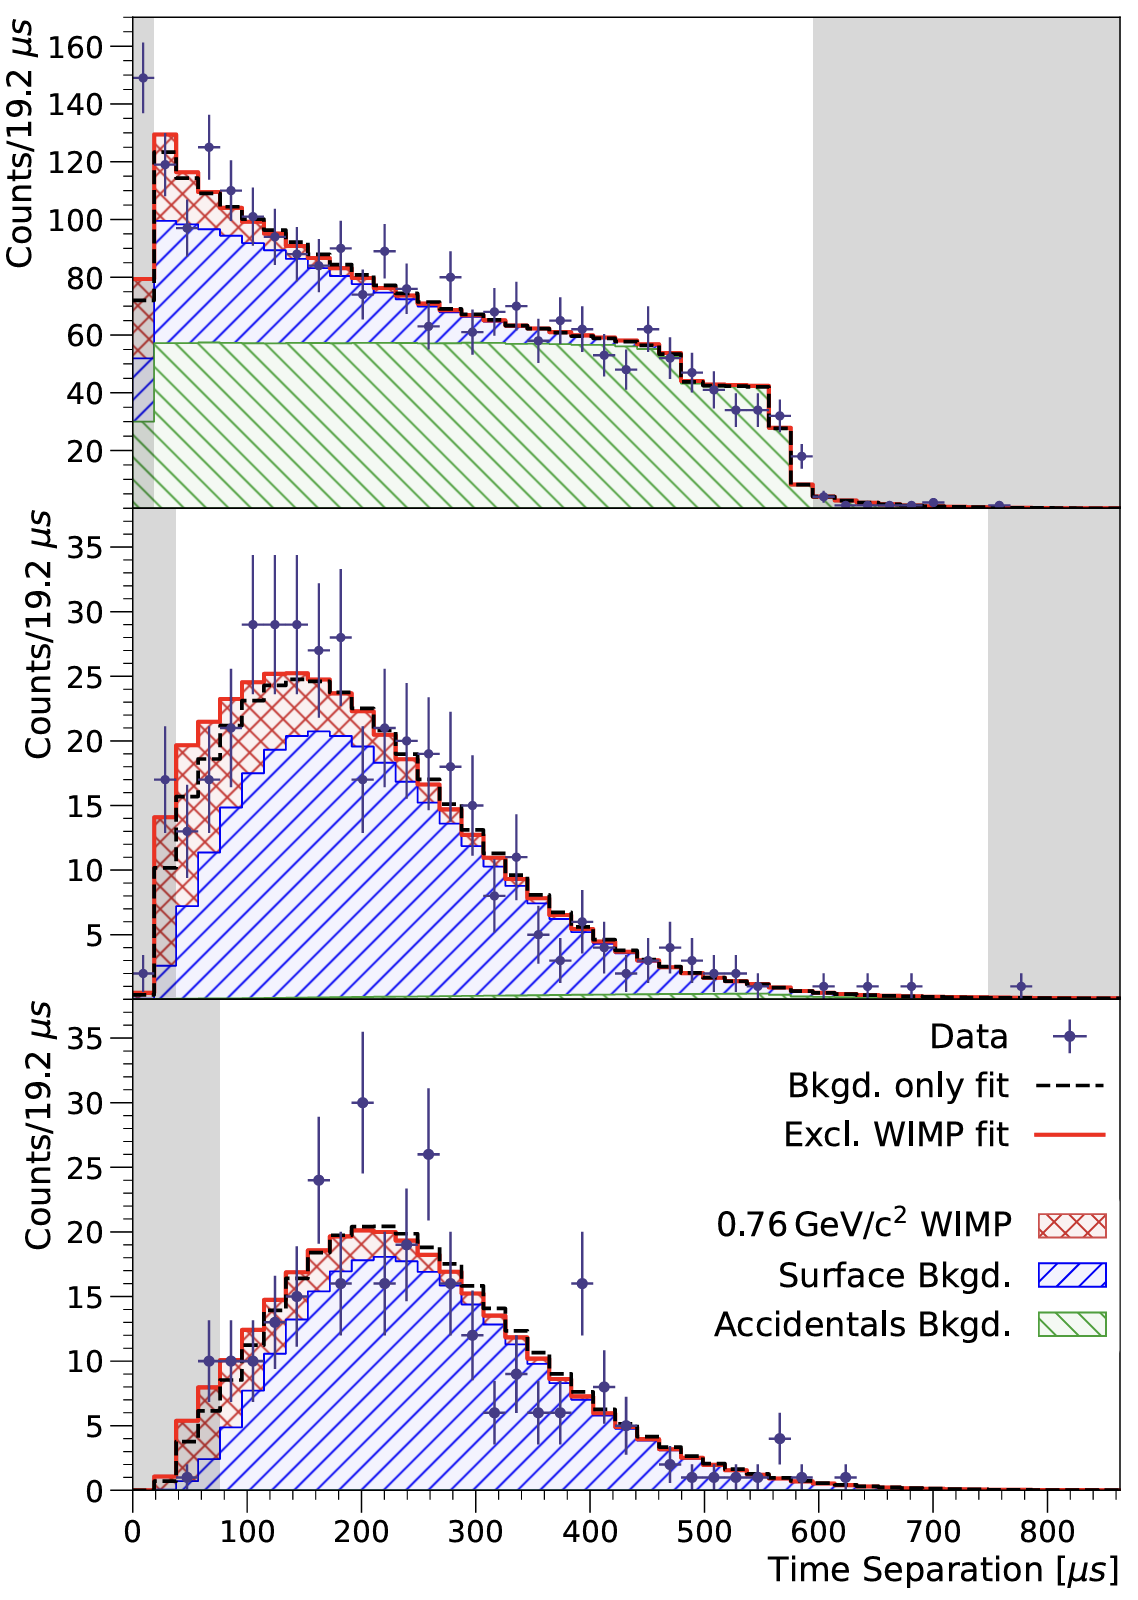 Counts/19.2 μs
160
140
120
100
80
60
40
20
Counts/19.2 μs
35
30
25
20
15
10
5
Counts/19.2 μs
35
30
25
20
15
10
5
0
Data
Bkgd. only fit
Excl. WIMP fit
0.76 GeV/c² WIMP
Surface Bkgd.
Accidentals Bkgd.
0 100 200 300 400 500 600 700 800
Time Separation [μs]